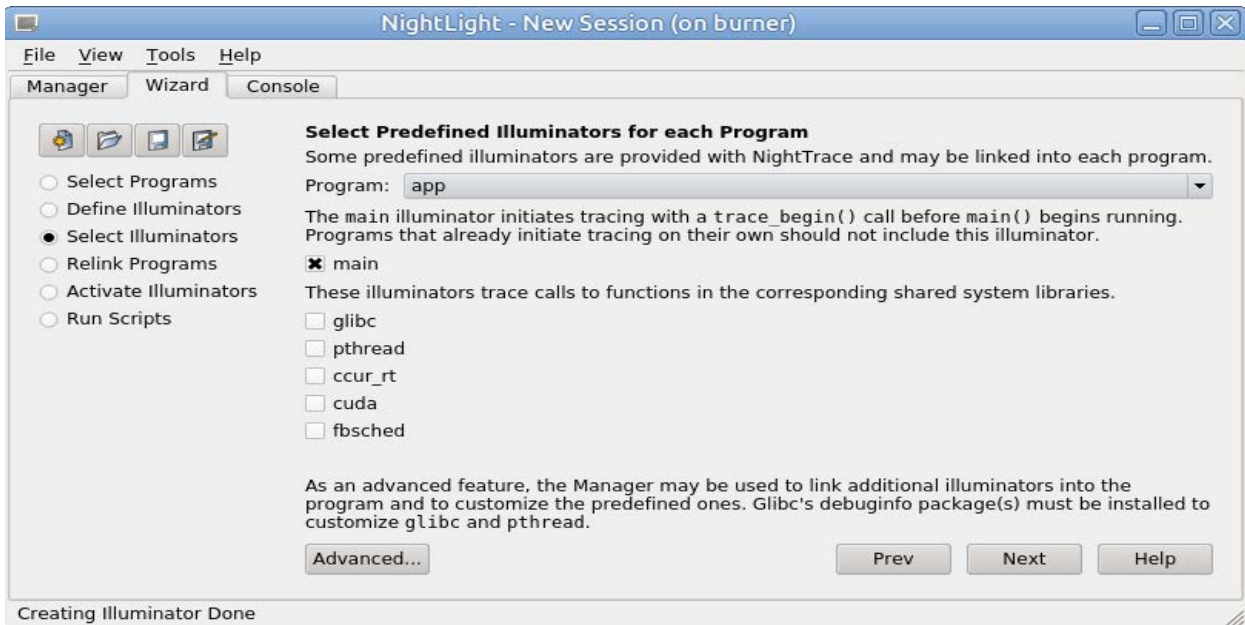 NightLight - New Session (on burner)
File View Tools Help
Manager Wizard Console
Select Programs
Define Illuminators
Select Illuminators
Relink Programs
Activate Illuminators
Run Scripts
Select Predefined Illuminators for each Program
Some predefined illuminators are provided with NightTrace and may be linked into each program.
Program: app
The main illuminator initiates tracing with a trace_begin() call before main() begins running.
Programs that already initiate tracing on their own should not include this illuminator.
main
These illuminators trace calls to functions in the corresponding shared system libraries.
glibc
pthread
ccur_rt
cuda
fbsched
As an advanced feature, the Manager may be used to link additional illuminators into the
program and to customize the predefined ones. Glibc's debuginfo package(s) must be installed to
customize glibc and pthread.
Advanced... Prev Next Help
Creating Illuminator Done